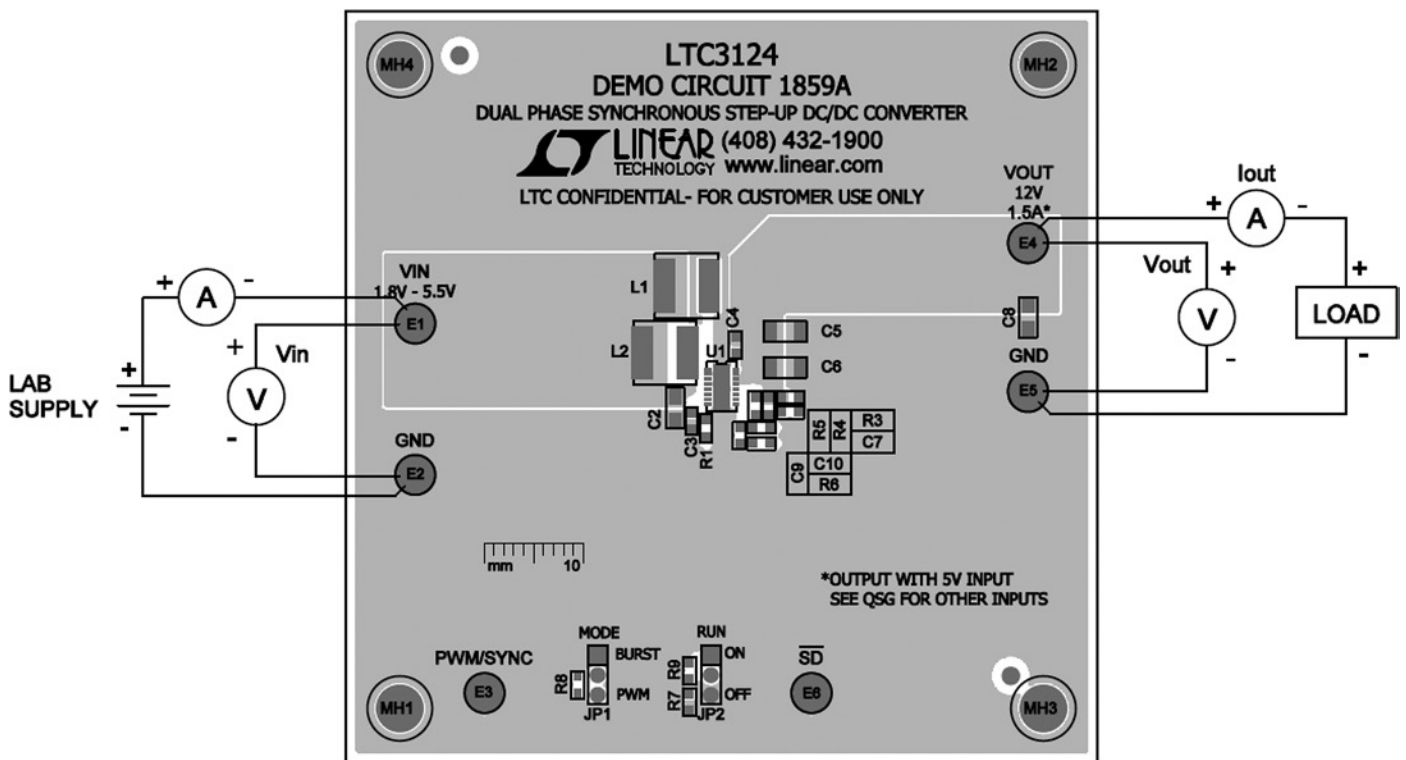 MH4
LTC3124
MH2
DEMO CIRCUIT 1859A
DUAL PHASE SYNCHRONOUS STEP-UP DC/DC CONVERTER
LINEAR
TECHNOLOGY
(408) 432-1900
www.linear.com
LTC CONFIDENTIAL- FOR CUSTOMER USE ONLY
VOUT
12V
1.5A*
E4
Iout
+ A -
Vout
+
V
-
+
LOAD
-
C8
GND
E5
VIN
1.8V - 5.5V
E1
+ A -
+
Vin
V
-
LAB
SUPPLY
+
-
GND
E2
L1
L2
C4
U1
C5
C6
C2
C3
R1
R5
R4
R3
C7
C9
C10
R6
mm 10
*OUTPUT WITH 5V INPUT
SEE QSG FOR OTHER INPUTS
PWM/SYNC
E3
MODE
BURST
R8
PWM
JP1
RUN
ON
R9
R7
OFF
JP2
SD
E6
MH1
MH3